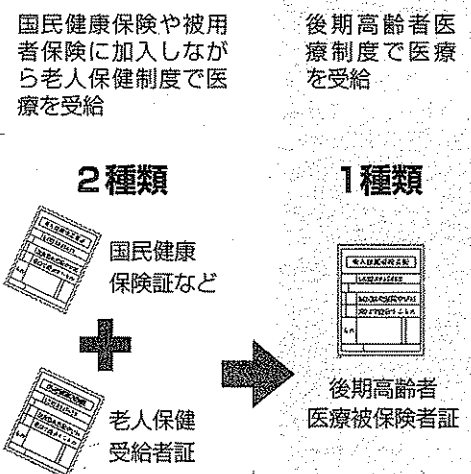 国民健康保険や被用
者保険に加入しなが
ら老人保健制度で医
療を受給
後期高齢者医
療制度で医療
を受給
2種類
1種類
国民健康
保険証など
老人保健
受給者証
後期高齢者
医療被保険者証